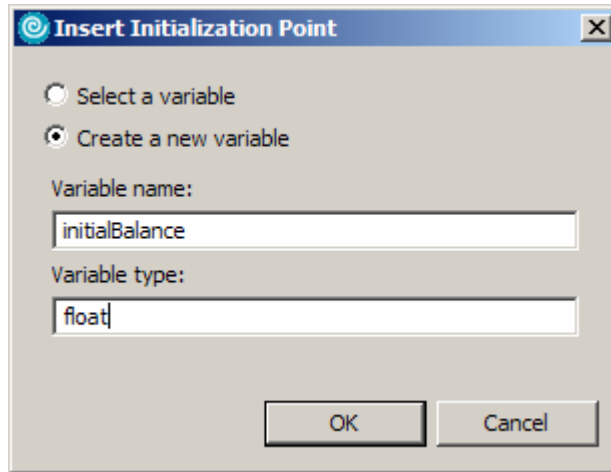 Insert Initialization Point
Select a variable
Create a new variable
Variable name:
initialBalance
Variable type:
float
OK Cancel